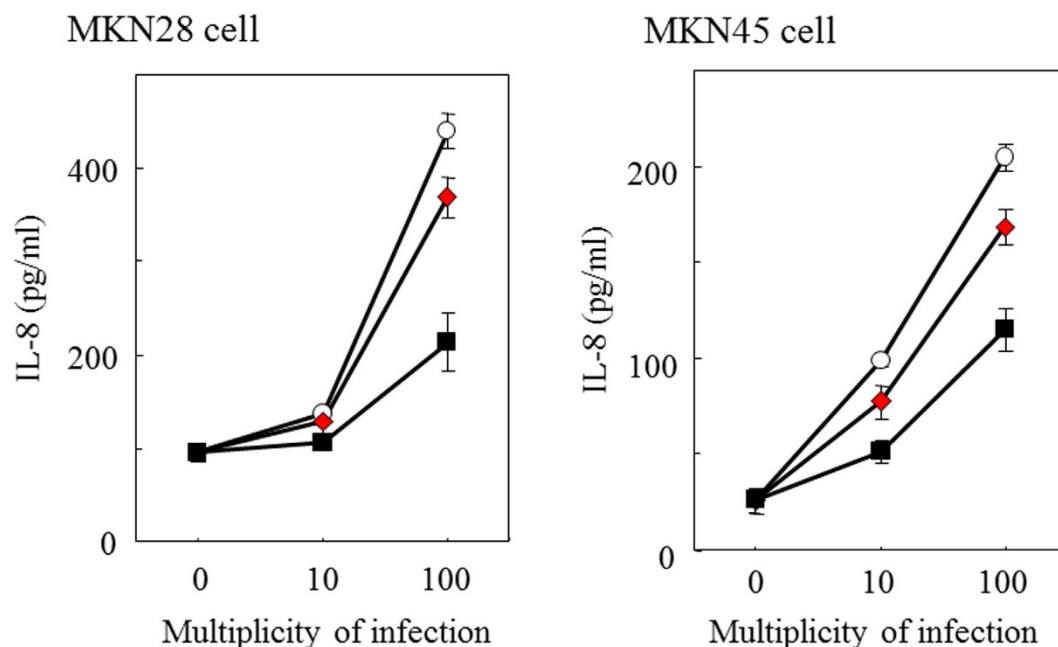 MKN28 cell
IL-8 (pg/ml)
400
200
0
0 10 100
Multiplicity of infection
MKN45 cell
IL-8 (pg/ml)
200
100
0
0 10 100
Multiplicity of infection